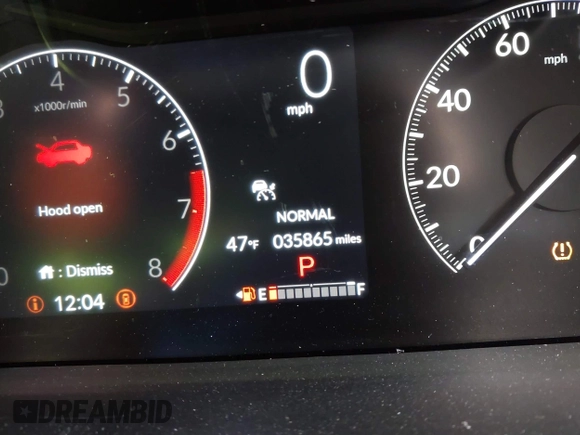 0
mph
4
5
x1000r/min
6
7
8
0
Hood open
: Dismiss
12:04
NORMAL
47°F 035865 miles
P
E F
60
mph
40
20
0
DREAMBID